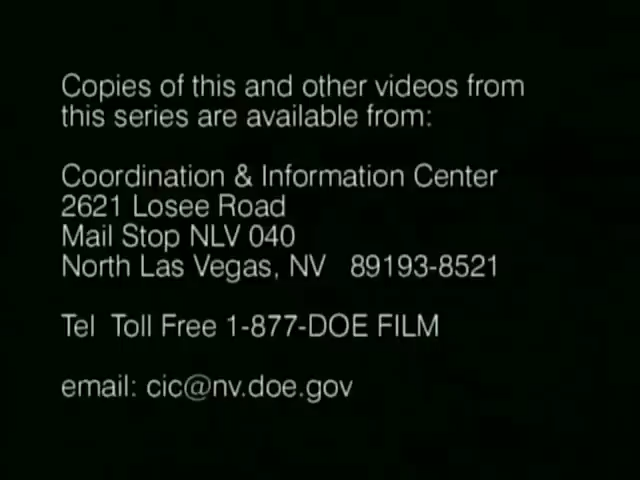 Copies of this and other videos from
this series are available from:
Coordination & Information Center
2621 Losee Road
Mail Stop NLV 040
North Las Vegas, NV 89193-8521
Tel Toll Free 1-877-DOE FILM
email: cic@nv.doe.gov